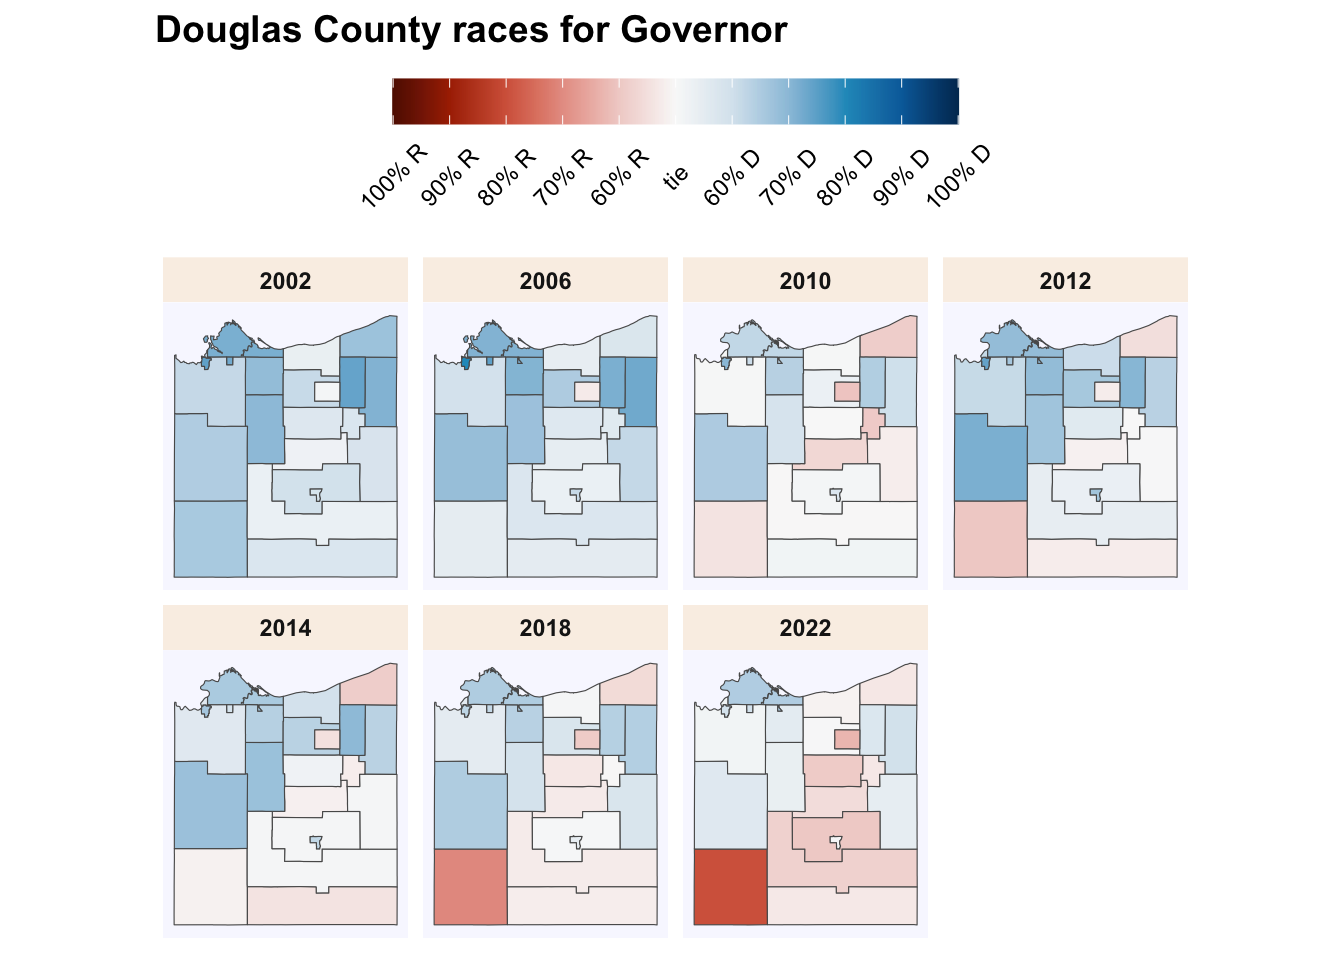 Douglas County races for Governor
100% R 90% R 80% R 70% R 60% R tie 60% D 70% D 80% D 90% D 100% D
2002 2006 2010 2012
2014 2018 2022